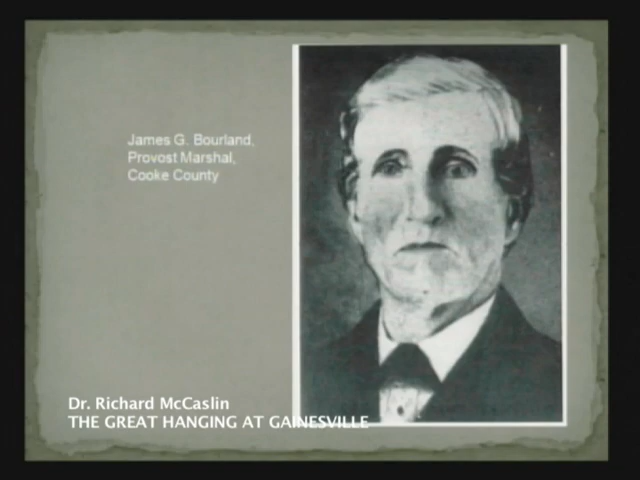 James G. Bourland,
Provost Marshal,
Cooke County
Dr. Richard McCaslin
THE GREAT HANGING AT GAINESVILLE